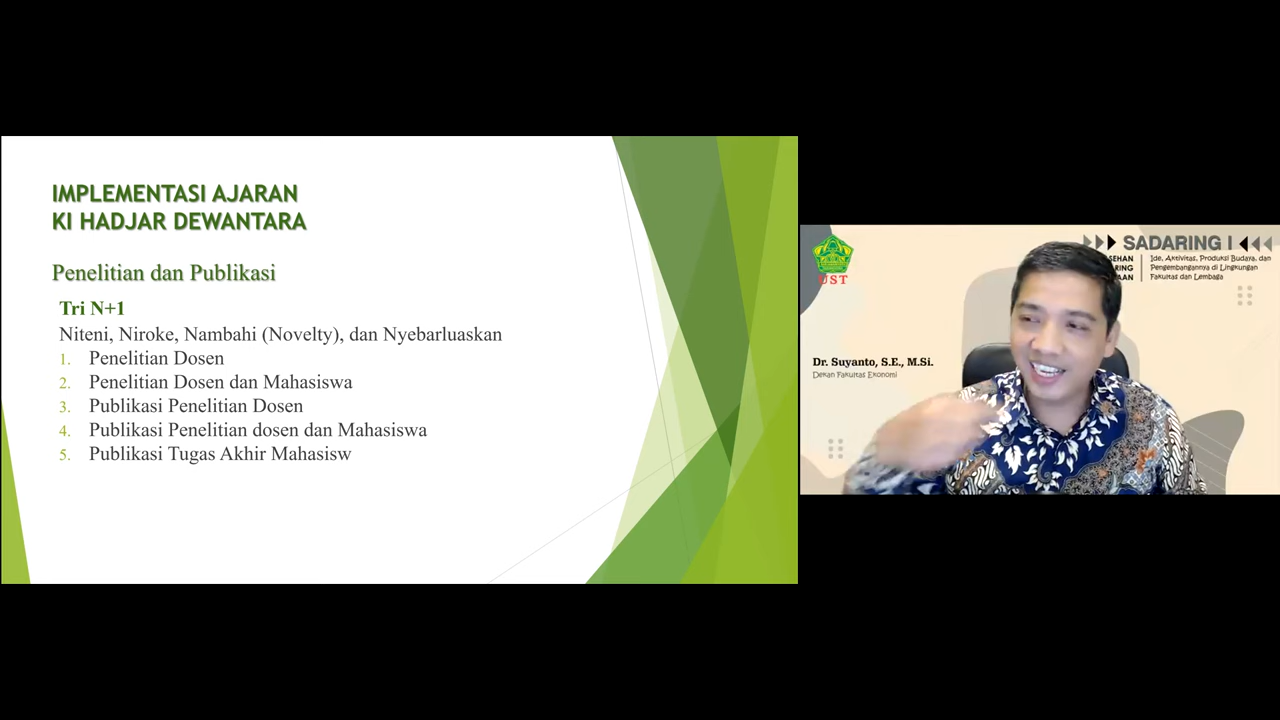 IMPLEMENTASI AJARAN
KI HADJAR DEWANTARA
Penelitian dan Publikasi
Tri N+1
Niteni, Niroke, Nambahi (Novelty), dan Nyebarluaskan
1. Penelitian Dosen
2. Penelitian Dosen dan Mahasiswa
3. Publikasi Penelitian Dosen
4. Publikasi Penelitian dosen dan Mahasiswa
5. Publikasi Tugas Akhir Mahasisw
UST
SADARING I
Ide, Aktivitas, Produksi Budaya, dan
Pengembangannya di Lingkungan
Fakultas dan Lembaga
Dr. Suyanto, S.E., M.Si.
Dekan Fakultas Ekonomi